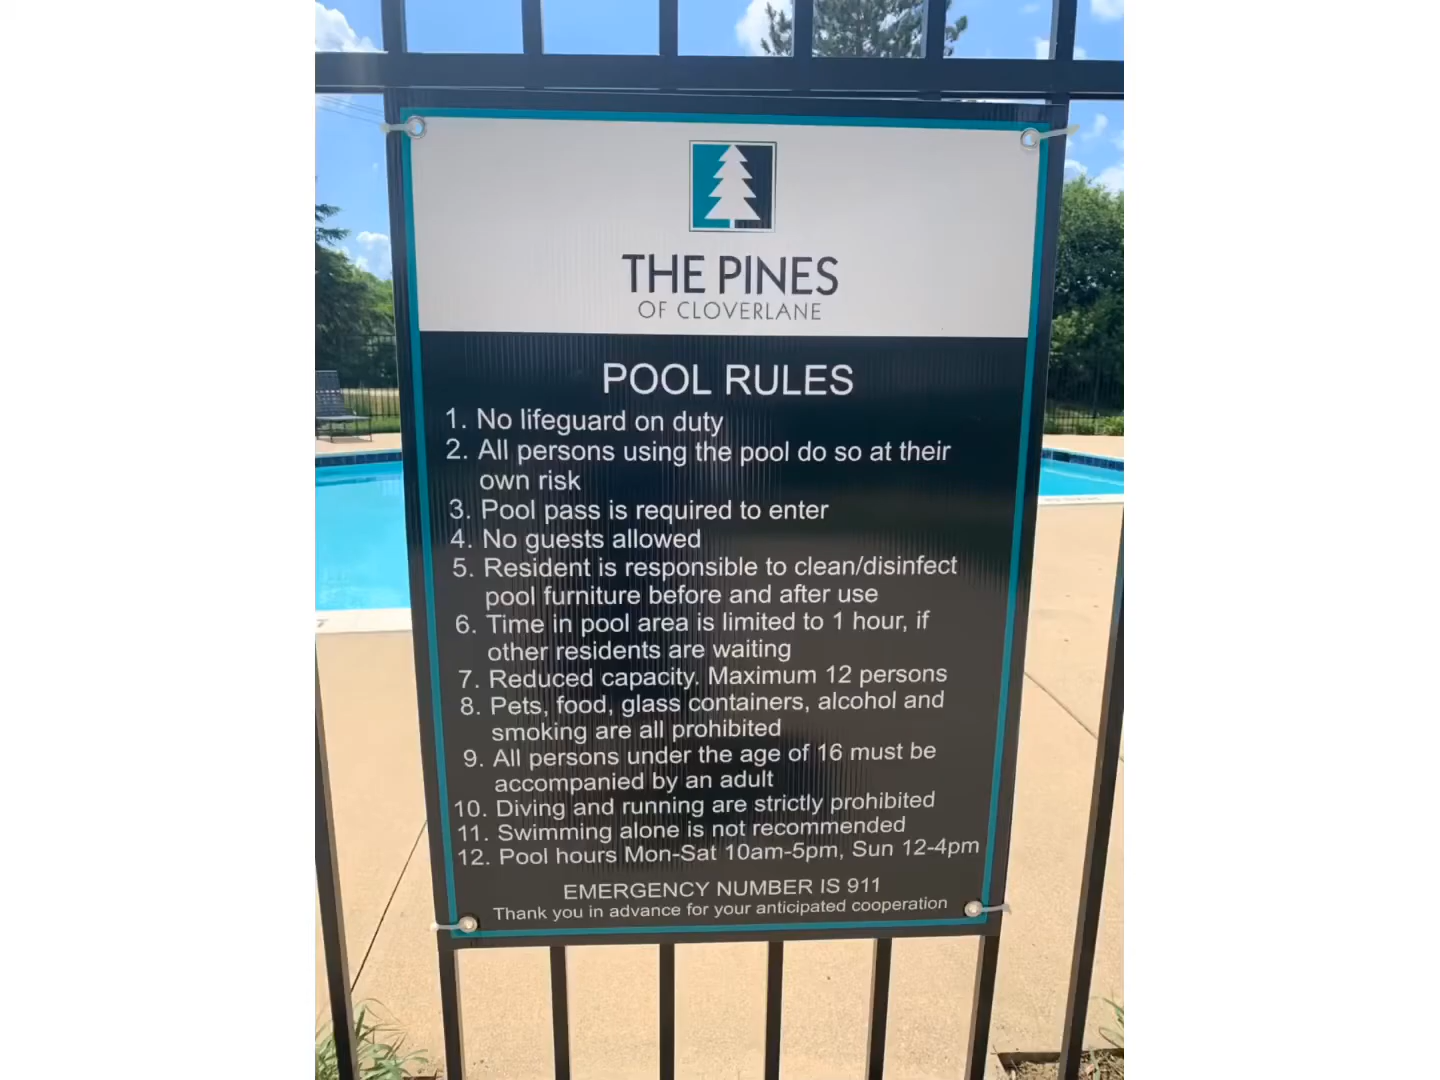 THE PINES
OF CLOVERLANE
POOL RULES
1. No lifeguard on duty
2. All persons using the pool do so at their
own risk
3. Pool pass is required to enter
4. No guests allowed
5. Resident is responsible to clean/disinfect
pool furniture before and after use
6. Time in pool area is limited to 1 hour, if
other residents are waiting
7. Reduced capacity. Maximum 12 persons
8. Pets, food, glass containers, alcohol and
smoking are all prohibited
9. All persons under the age of 16 must be
accompanied by an adult
10. Diving and running are strictly prohibited
11. Swimming alone is not recommended
12. Pool hours Mon-Sat 10am-5pm, Sun 12-4pm
EMERGENCY NUMBER IS 911
Thank you in advance for your anticipated cooperation